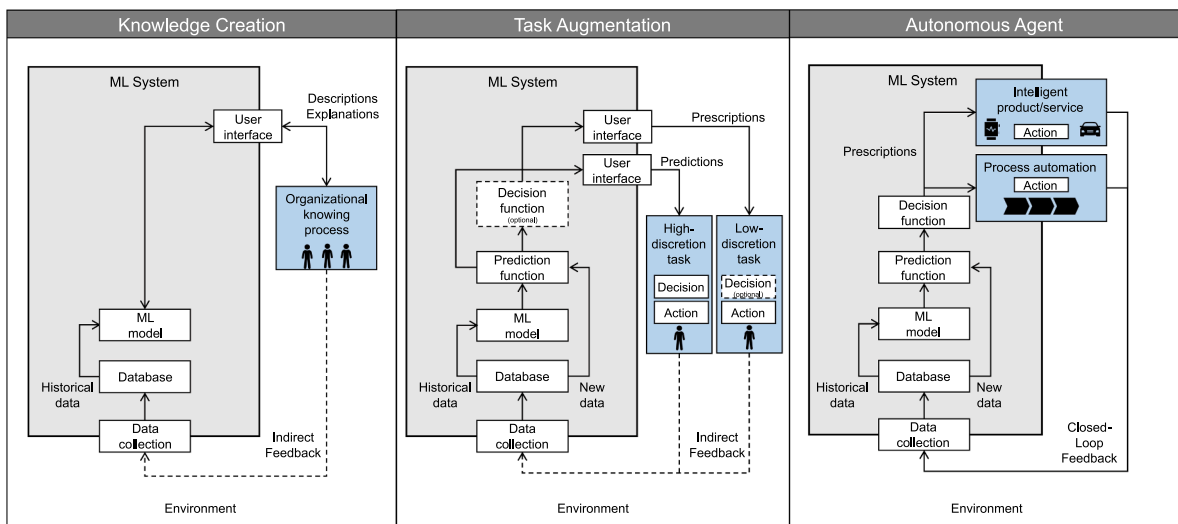 Knowledge Creation
ML System
User
interface
Descriptions
Explanations
Organizational
knowing
process
ML
model
Historical
data
Database
Data
collection
Indirect
Feedback
Environment
Task Augmentation
ML System
User
interface
Prescriptions
User
interface
Predictions
Decision
function
(optional)
High-
discretion
task
Decision
Action
Low-
discretion
task
Decision
(optional)
Action
Prediction
function
ML
model
Historical
data
Database
New
data
Data
collection
Indirect
Feedback
Environment
Autonomous Agent
ML System
Intelligent
product/service
Action
Prescriptions
Process automation
Action
Decision
function
Prediction
function
ML
model
Historical
data
Database
New
data
Data
collection
Closed-
Loop
Feedback
Environment